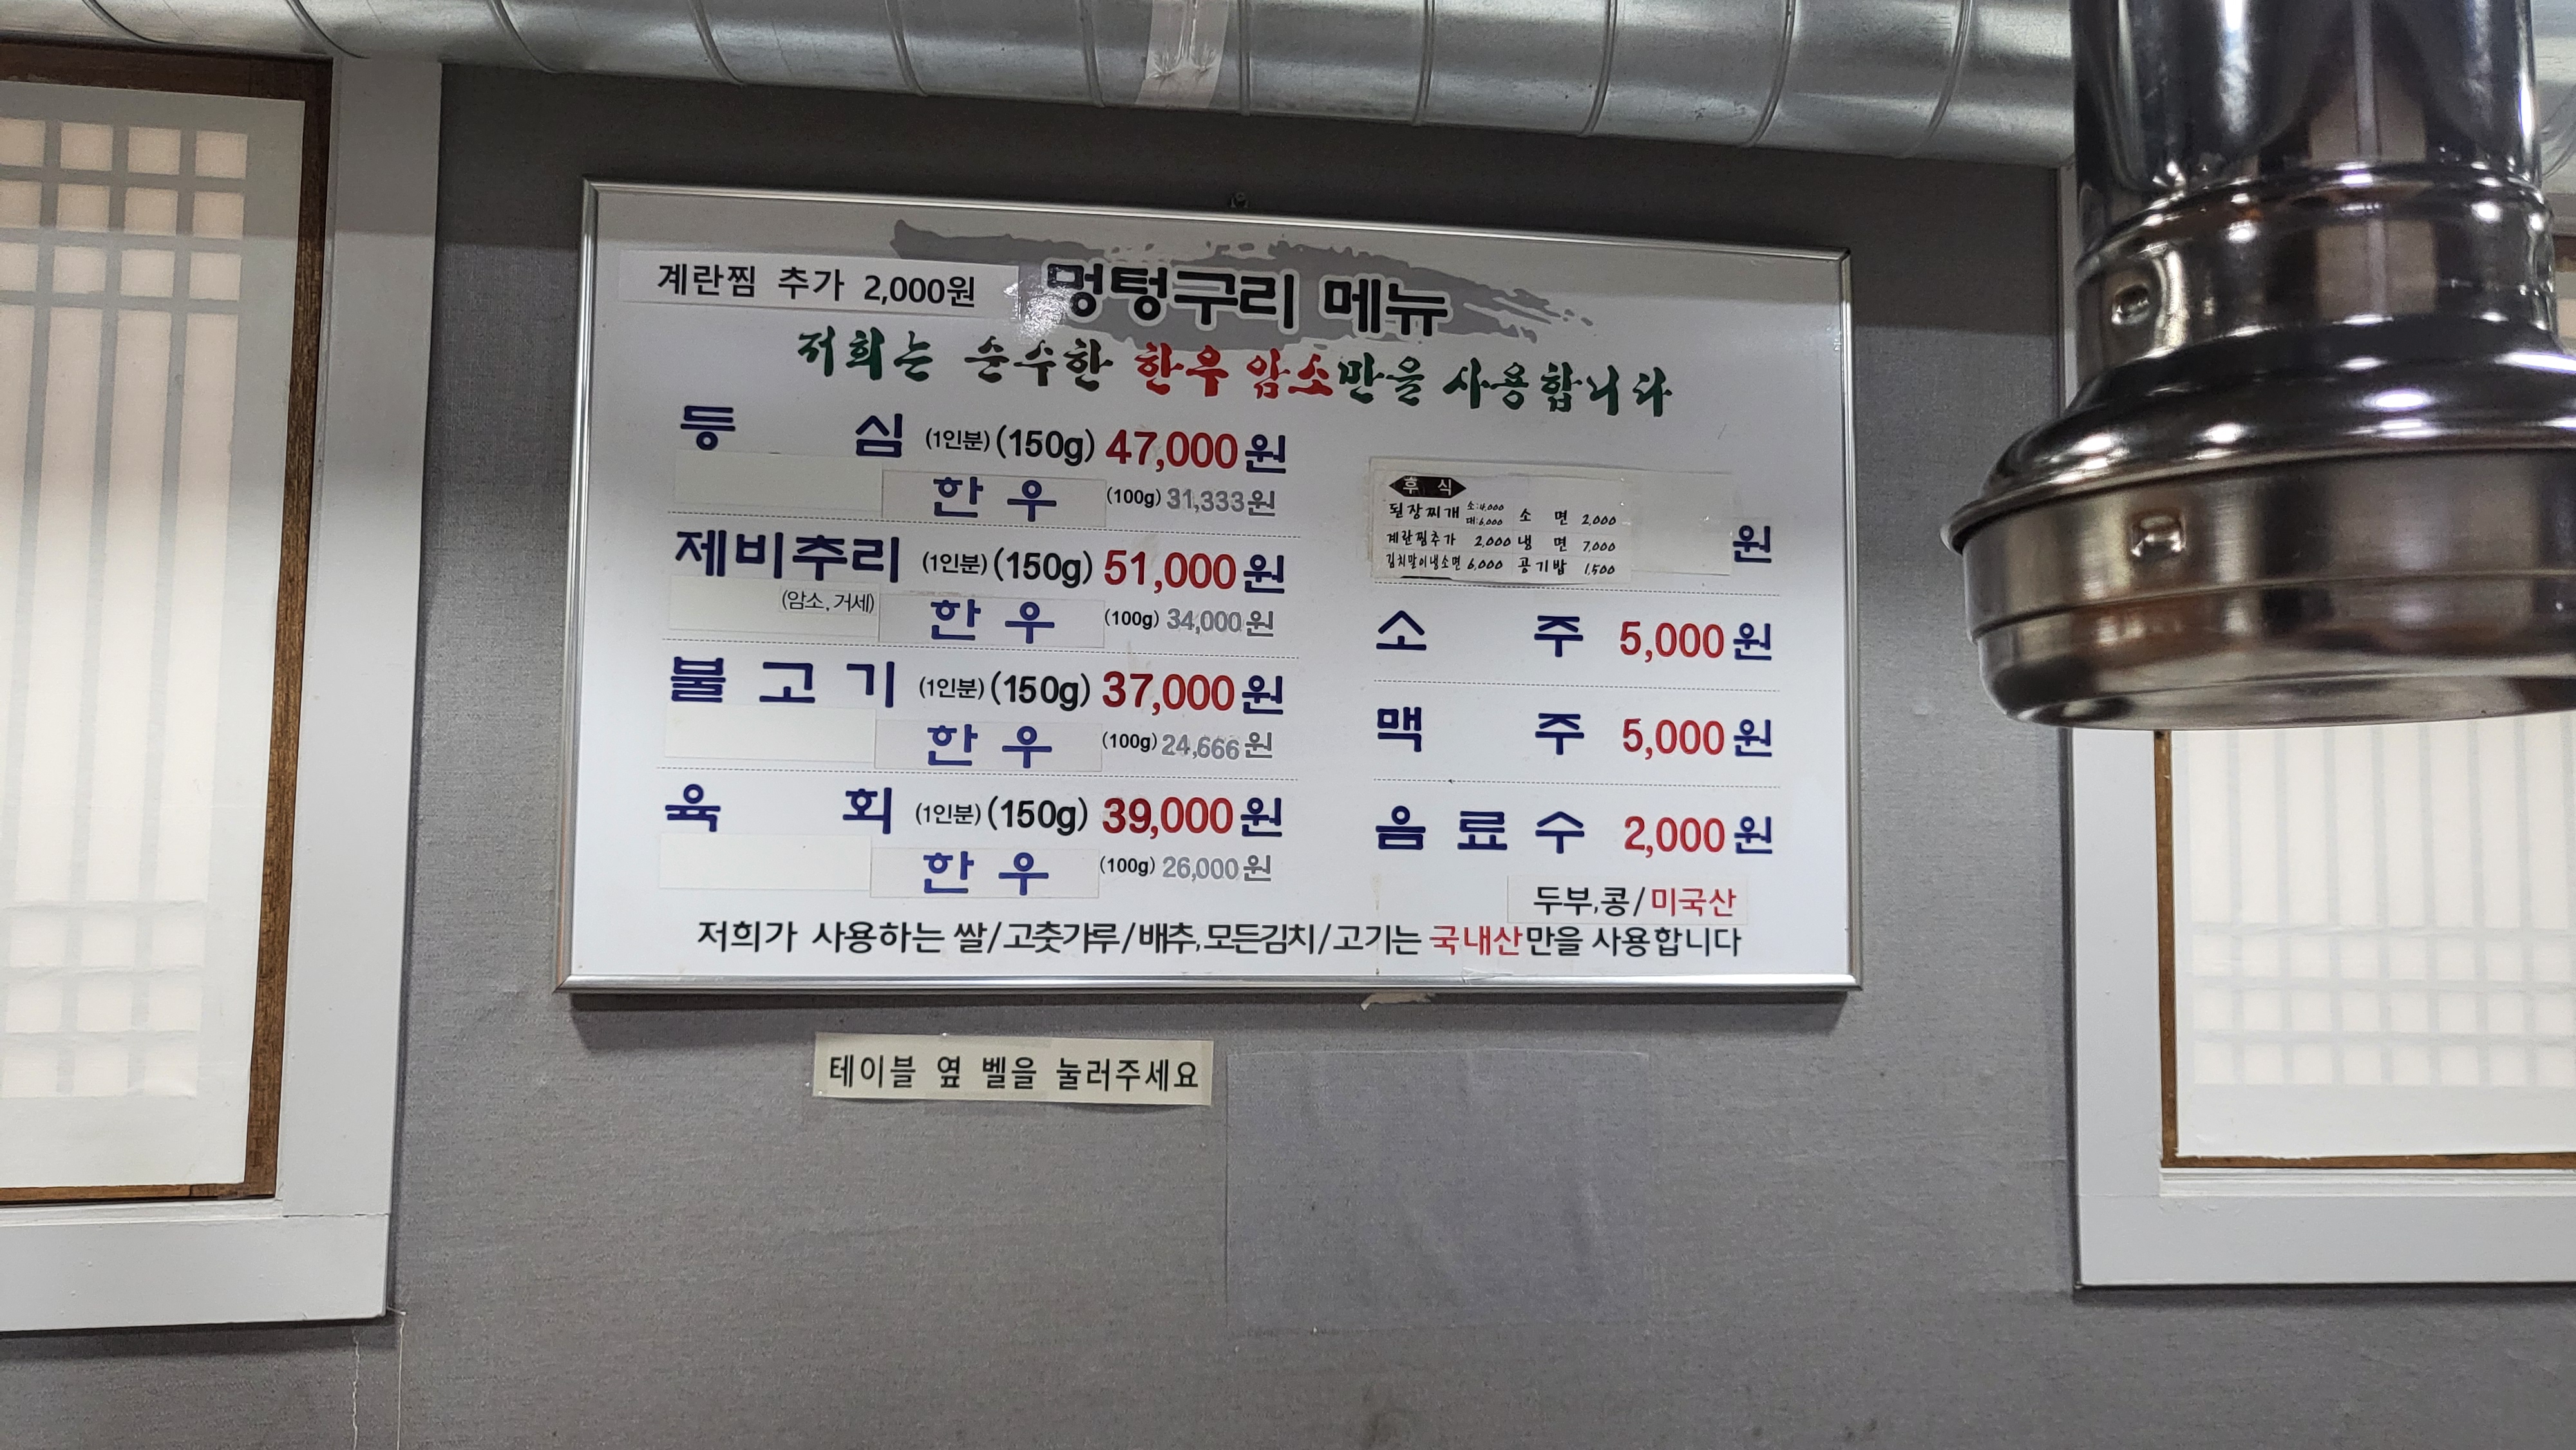 계란찜 추가 2,000원
멍텅구리 메뉴
저희는 순수한 한우 암소만을 사용합니다
등심 (1인분) (150g) 47,000원
한우 (100g) 31,333원
제비추리 (1인분) (150g) 51,000원
(암소, 거세) 한우 (100g) 34,000원
불고기 (1인분) (150g) 37,000원
한우 (100g) 24,666원
육회 (1인분) (150g) 39,000원
한우 (100g) 26,000원
후식
된장찌개 소:4,000 대:6,000 소면 2,000
계란찜추가 2,000 냉면 7,000
김치말이냉소면 6,000 공기밥 1,500
원
소주 5,000원
맥주 5,000원
음료수 2,000원
두부,콩/미국산
저희가 사용하는 쌀/고춧가루/배추,모든김치/고기는 국내산만을 사용합니다
테이블 옆 벨을 눌러주세요